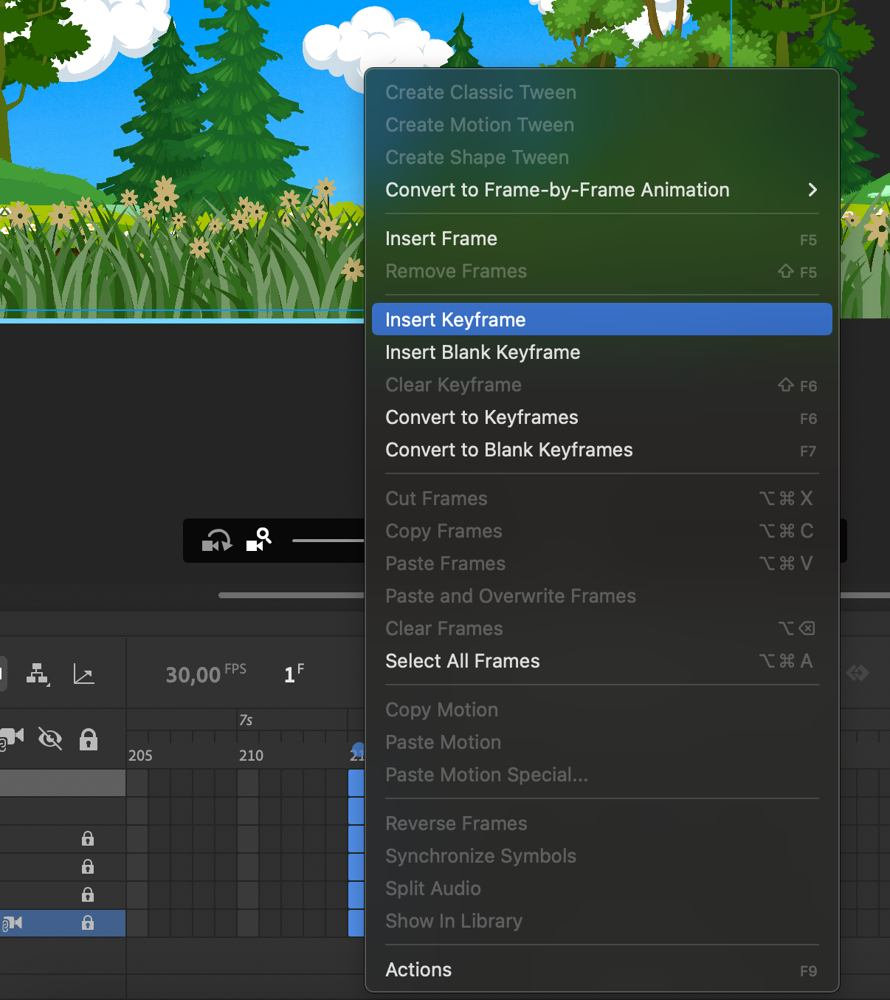 Create Classic Tween
Create Motion Tween
Create Shape Tween
Convert to Frame-by-Frame Animation
Insert Frame F5
Remove Frames ⇧ F5
Insert Keyframe
Insert Blank Keyframe
Clear Keyframe ⇧ F6
Convert to Keyframes F6
Convert to Blank Keyframes F7
Cut Frames ⌥⌘X
Copy Frames ⌥⌘C
Paste Frames ⌥⌘V
Paste and Overwrite Frames
Clear Frames ⌥⌫
Select All Frames ⌥⌘A
Copy Motion
Paste Motion
Paste Motion Special...
Reverse Frames
Synchronize Symbols
Split Audio
Show In Library
Actions F9
30,00 FPS 1 F
7s
205 210